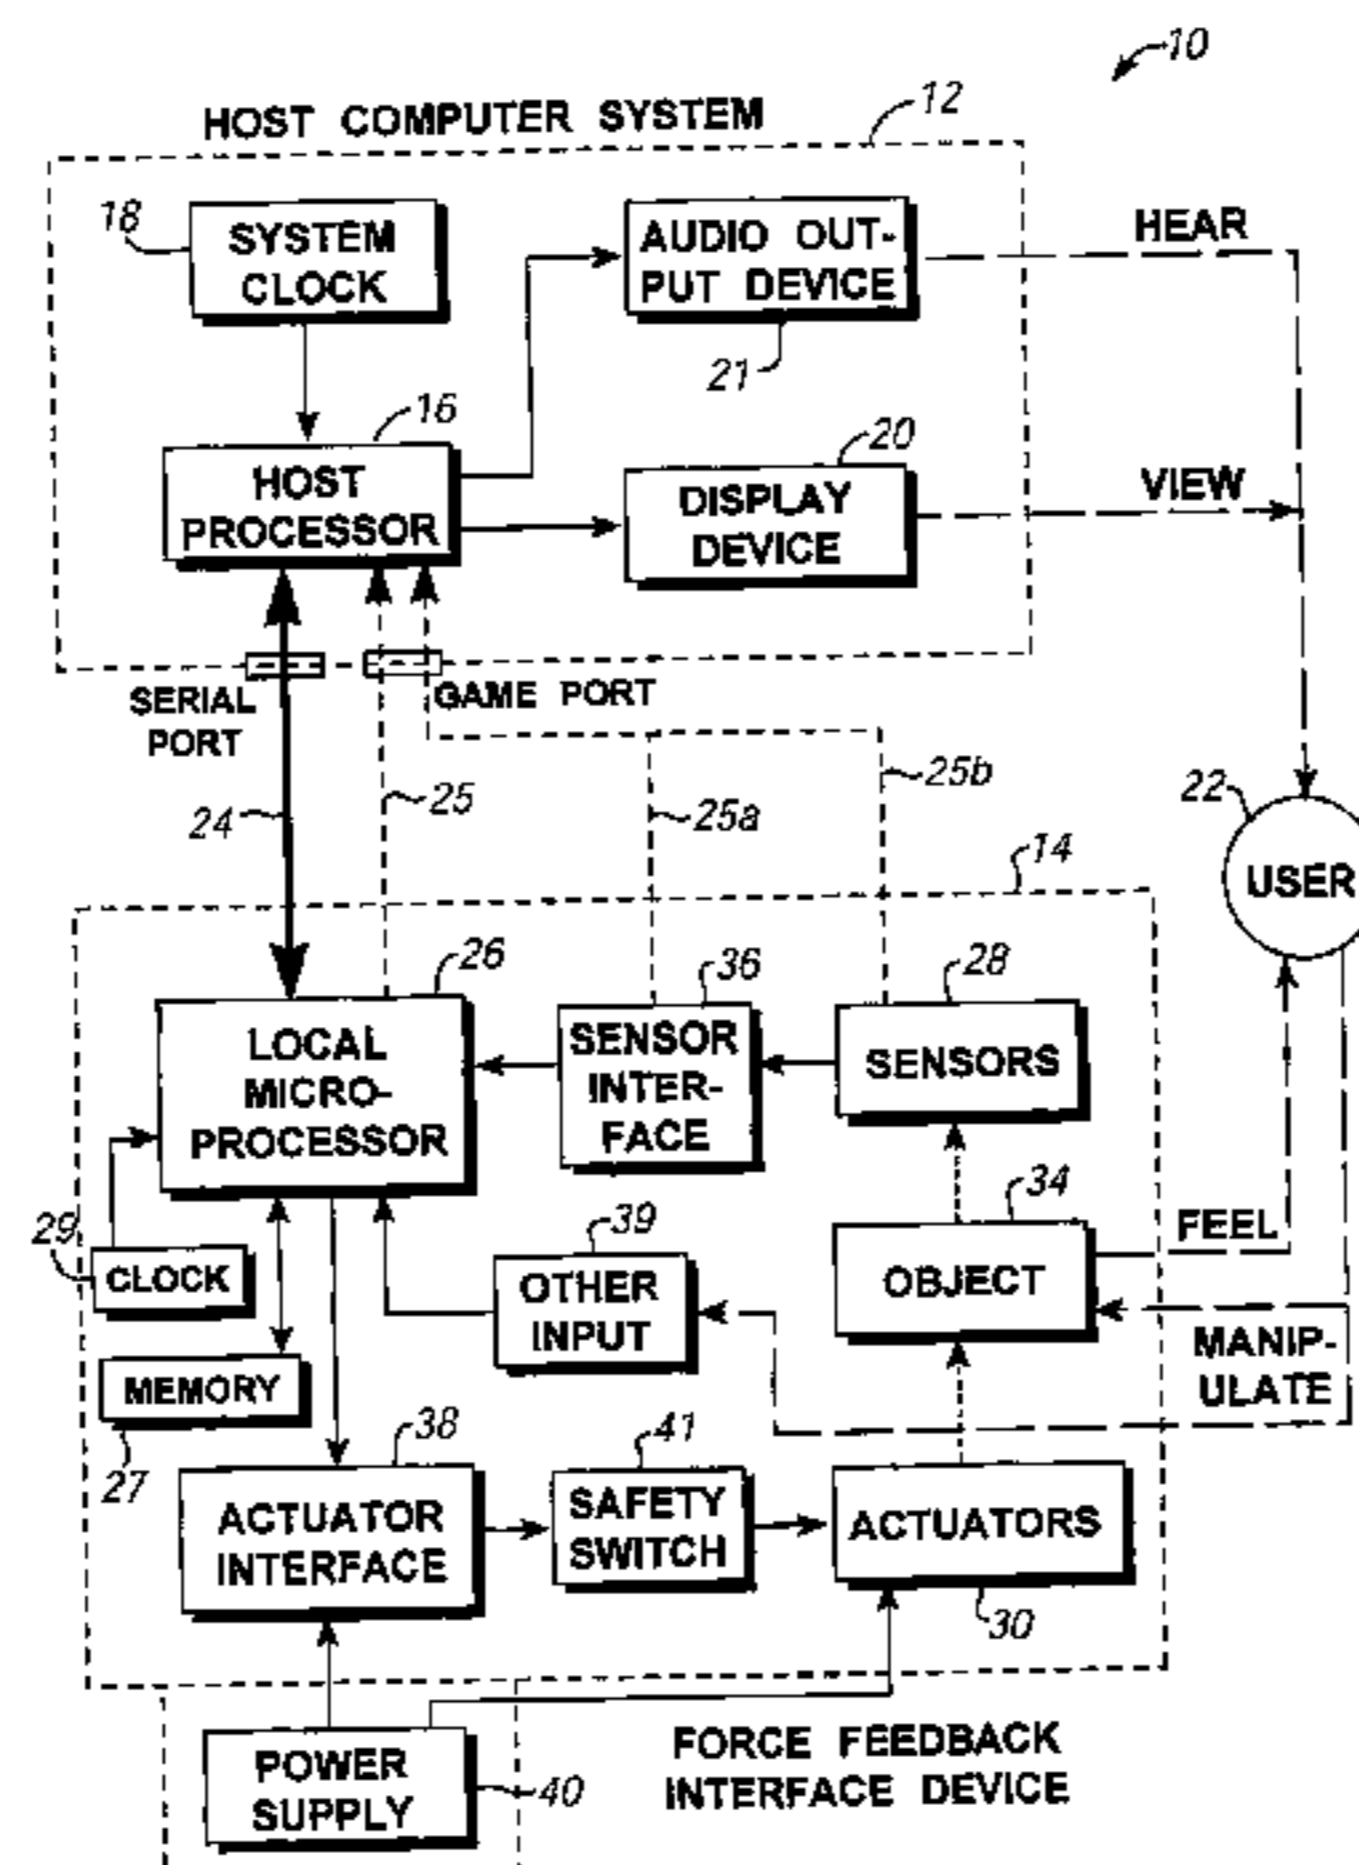 10
HOST COMPUTER SYSTEM
12
18
SYSTEM
CLOCK
AUDIO OUT-
PUT DEVICE
21
HEAR
16
HOST
PROCESSOR
20
DISPLAY
DEVICE
VIEW
SERIAL
PORT
GAME PORT
24
25
25a
25b
22
USER
14
26
LOCAL
MICRO-
PROCESSOR
36
SENSOR
INTER-
FACE
28
SENSORS
29
CLOCK
39
OTHER
INPUT
34
OBJECT
FEEL
MANIP-
ULATE
MEMORY
27
38
ACTUATOR
INTERFACE
41
SAFETY
SWITCH
ACTUATORS
30
POWER
SUPPLY
40
FORCE FEEDBACK
INTERFACE DEVICE